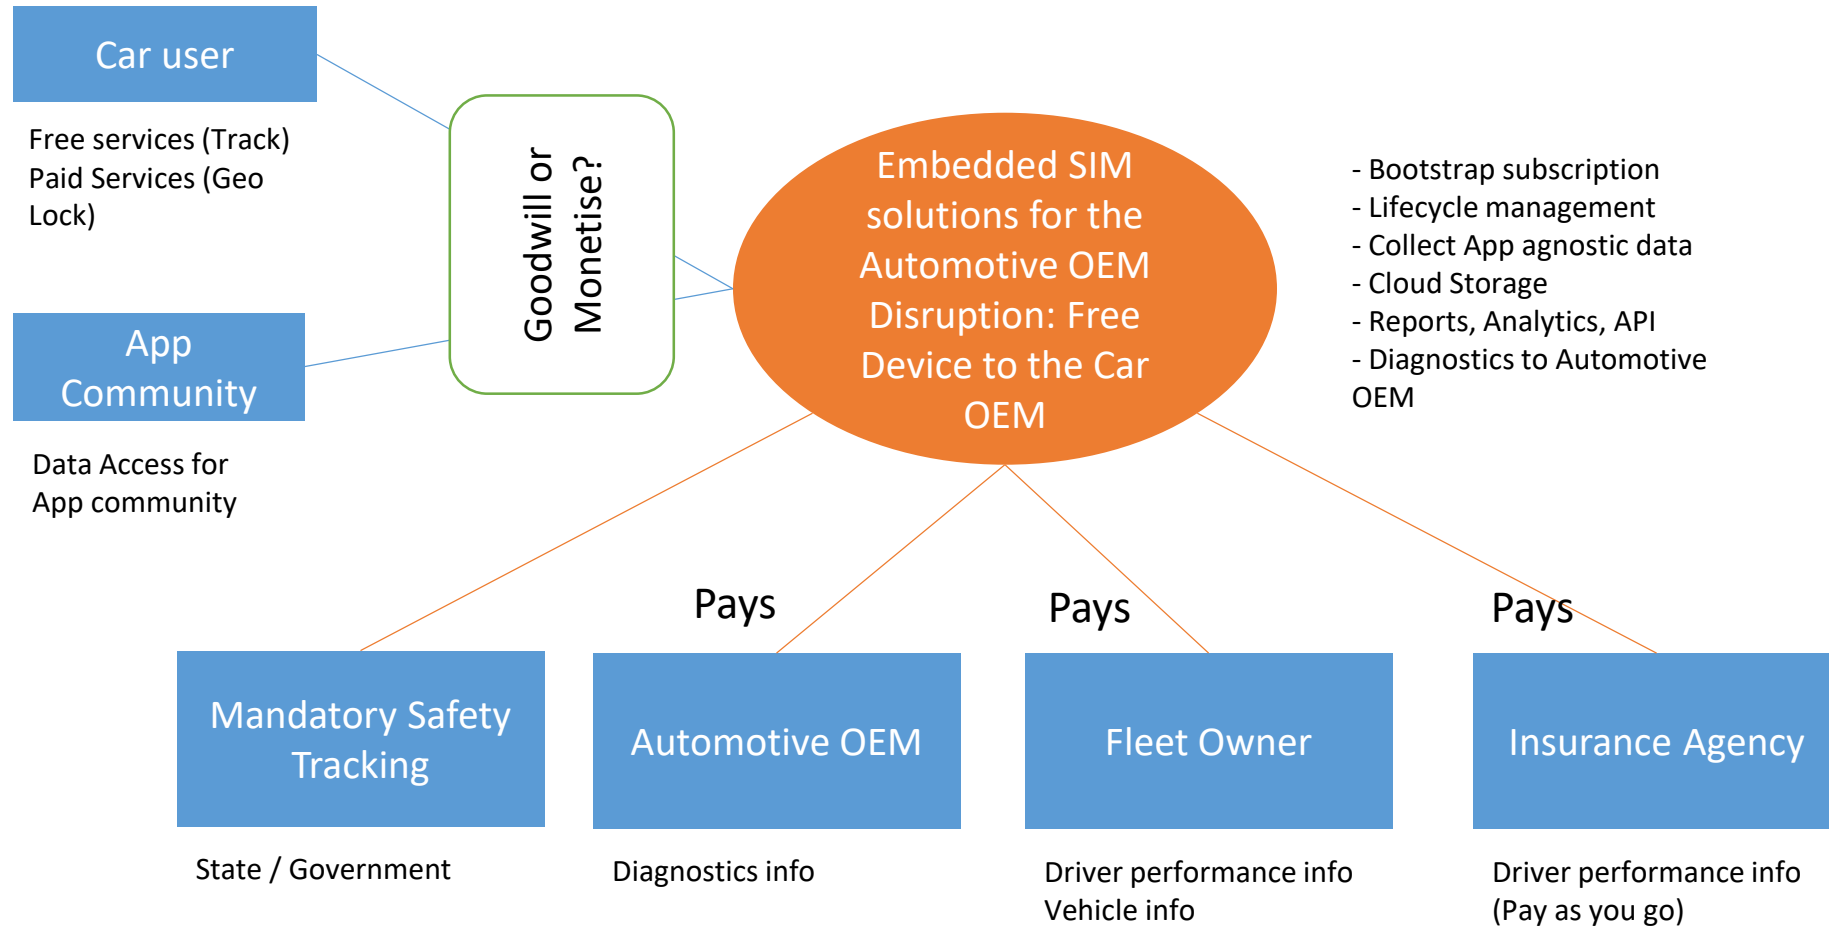 Car user
Free services (Track)
Paid Services (Geo
Lock)
App
Community
Data Access for
App community
Goodwill or
Monetise?
Embedded SIM
solutions for the
Automotive OEM
Disruption: Free
Device to the Car
OEM
- Bootstrap subscription
- Lifecycle management
- Collect App agnostic data
- Cloud Storage
- Reports, Analytics, API
- Diagnostics to Automotive
OEM
Pays
Pays
Pays
Mandatory Safety
Tracking
State / Government
Automotive OEM
Diagnostics info
Fleet Owner
Driver performance info
Vehicle info
Insurance Agency
Driver performance info
(Pay as you go)